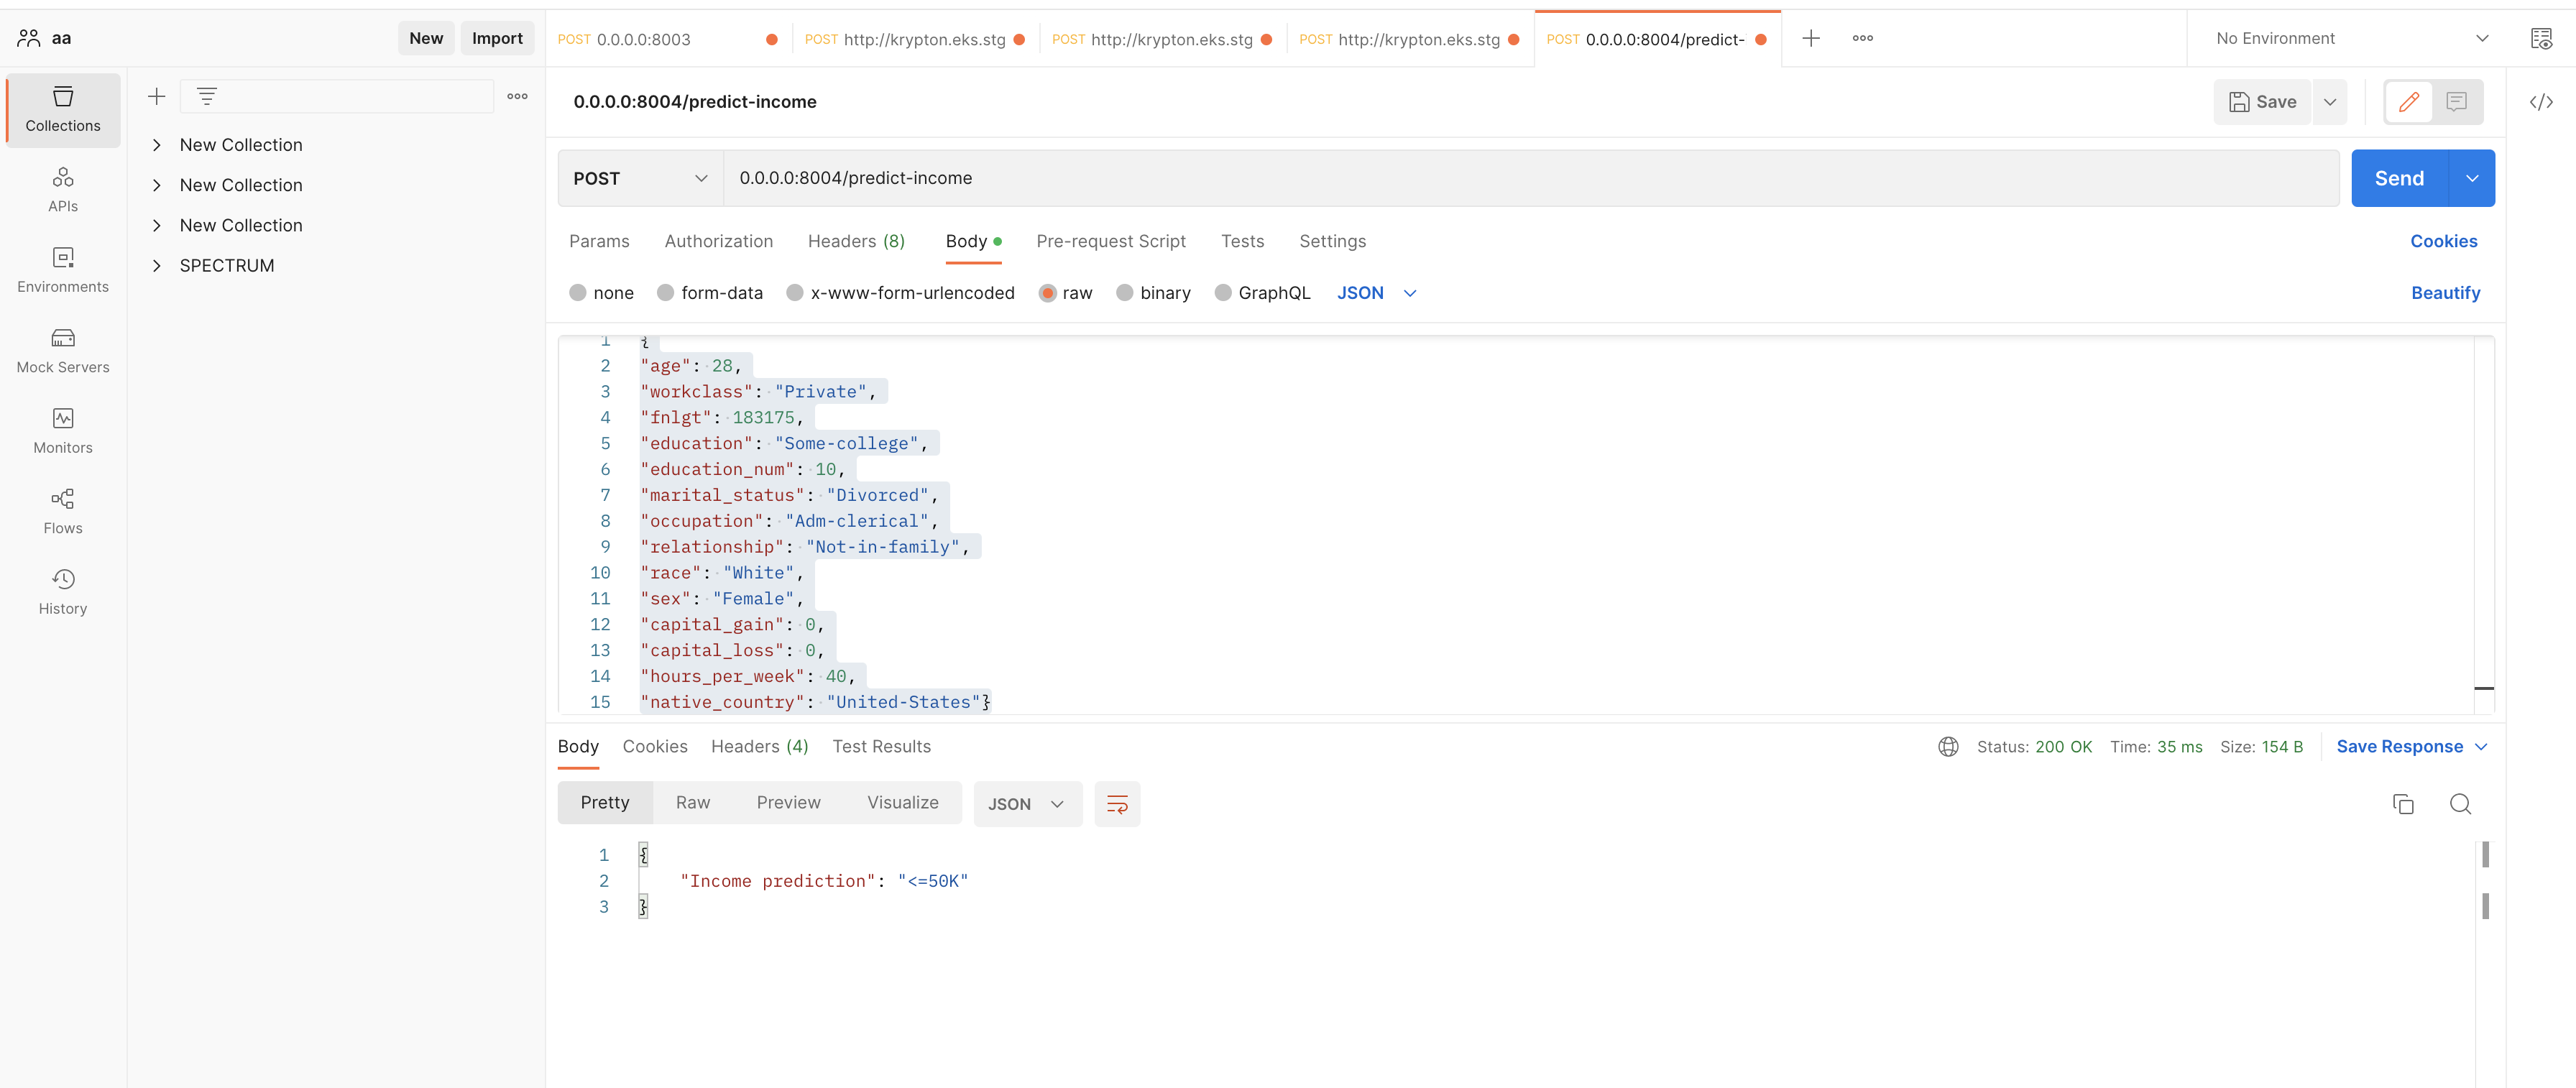 aa
New
Import
POST 0.0.0.0:8003
POST http://krypton.eks.stg
POST http://krypton.eks.stg
POST http://krypton.eks.stg
POST 0.0.0.0:8004/predict-
No Environment
Collections
APIs
Environments
Mock Servers
Monitors
Flows
History
New Collection
New Collection
New Collection
SPECTRUM
0.0.0.0:8004/predict-income
Save
POST
0.0.0.0:8004/predict-income
Send
Params
Authorization
Headers (8)
Body
Pre-request Script
Tests
Settings
Cookies
none
form-data
x-www-form-urlencoded
raw
binary
GraphQL
JSON
Beautify
1 {
2 "age": 28,
3 "workclass": "Private",
4 "fnlgt": 183175,
5 "education": "Some-college",
6 "education_num": 10,
7 "marital_status": "Divorced",
8 "occupation": "Adm-clerical",
9 "relationship": "Not-in-family",
10 "race": "White",
11 "sex": "Female",
12 "capital_gain": 0,
13 "capital_loss": 0,
14 "hours_per_week": 40,
15 "native_country": "United-States"}
Body
Cookies
Headers (4)
Test Results
Status: 200 OK
Time: 35 ms
Size: 154 B
Save Response
Pretty
Raw
Preview
Visualize
JSON
1 {
2 "Income prediction": "<=50K"
3 }